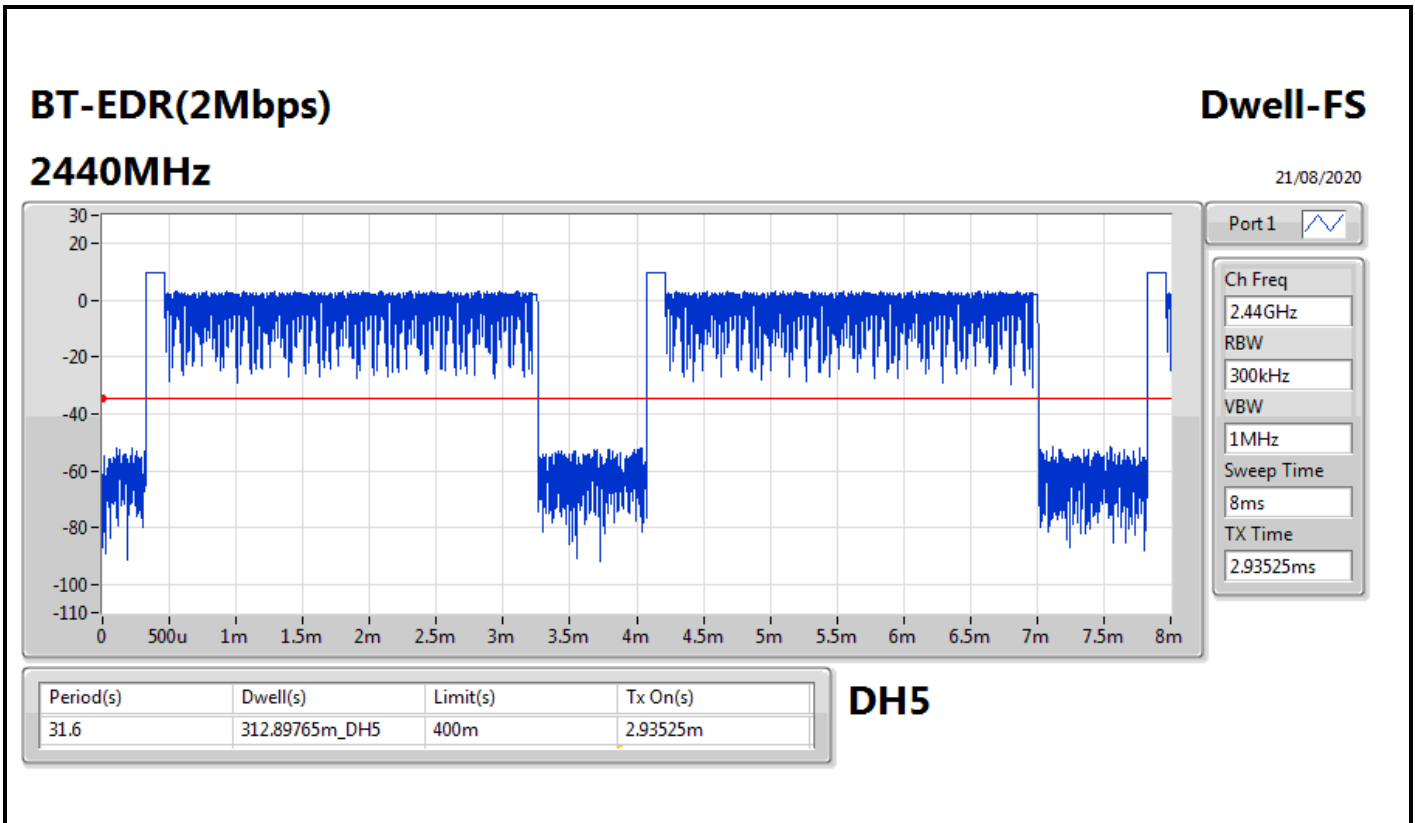 BT-EDR(2Mbps)
Dwell-FS
2440MHz
21/08/2020
30
20
0
-20
-40
-60
-80
-100
-110
0 500u 1m 1.5m 2m 2.5m 3m 3.5m 4m 4.5m 5m 5.5m 6m 6.5m 7m 7.5m 8m
Port 1
Ch Freq
2.44GHz
RBW
300kHz
VBW
1MHz
Sweep Time
8ms
TX Time
2.93525ms
Period(s) Dwell(s) Limit(s) Tx On(s)
31.6 312.89765m_DH5 400m 2.93525m
DH5